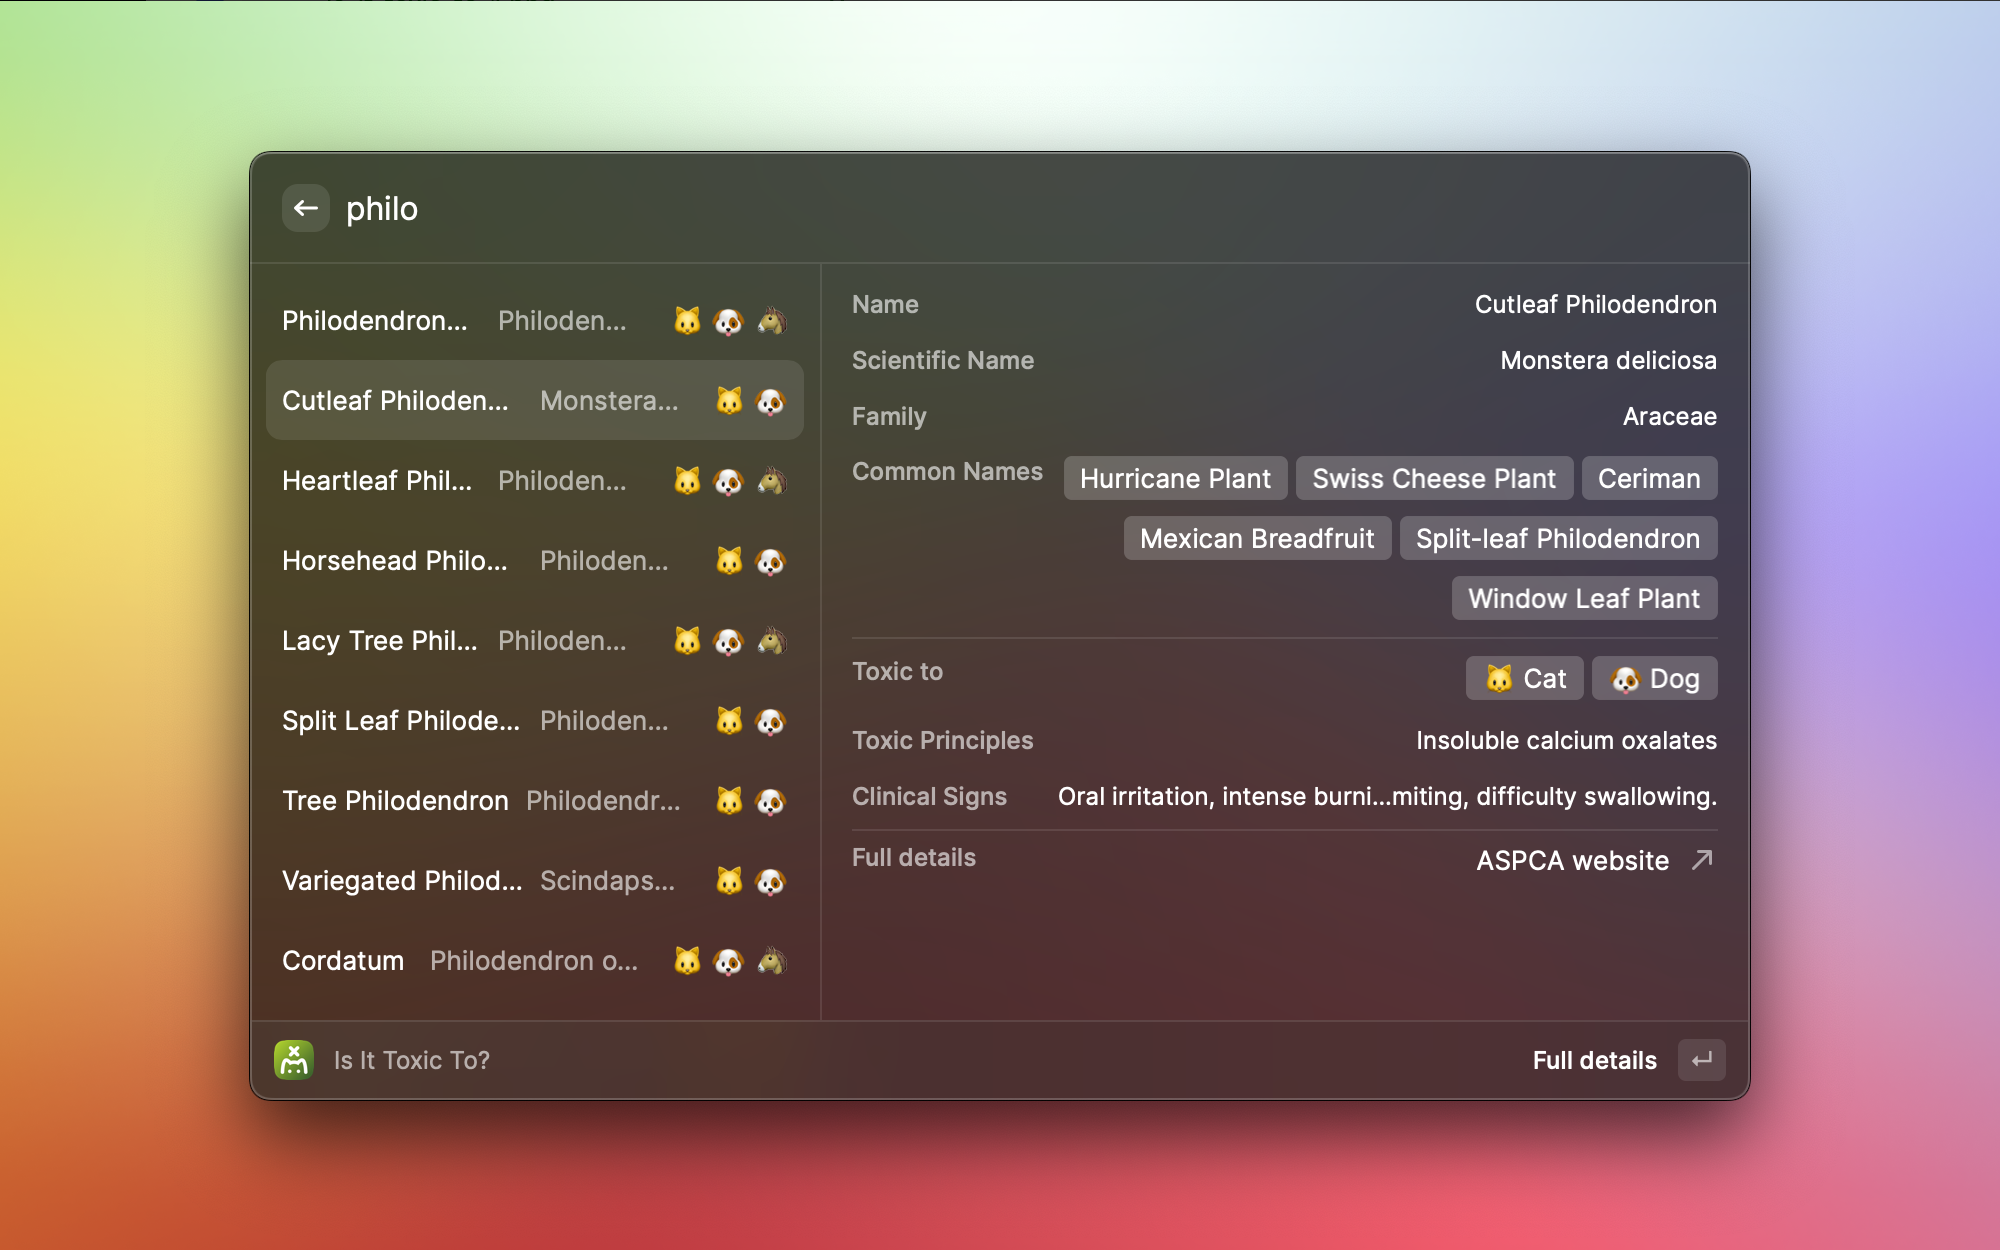 philo
Philodendron... Philoden...
Cutleaf Philoden... Monstera...
Heartleaf Phil... Philoden...
Horsehead Philo... Philoden...
Lacy Tree Phil... Philoden...
Split Leaf Philode... Philoden...
Tree Philodendron Philodendr...
Variegated Philod... Scindaps...
Cordatum Philodendron o...
Name Cutleaf Philodendron
Scientific Name Monstera deliciosa
Family Araceae
Common Names Hurricane Plant Swiss Cheese Plant Ceriman
Mexican Breadfruit Split-leaf Philodendron
Window Leaf Plant
Toxic to Cat Dog
Toxic Principles Insoluble calcium oxalates
Clinical Signs Oral irritation, intense burni...miting, difficulty swallowing.
Full details ASPCA website
Is It Toxic To? Full details